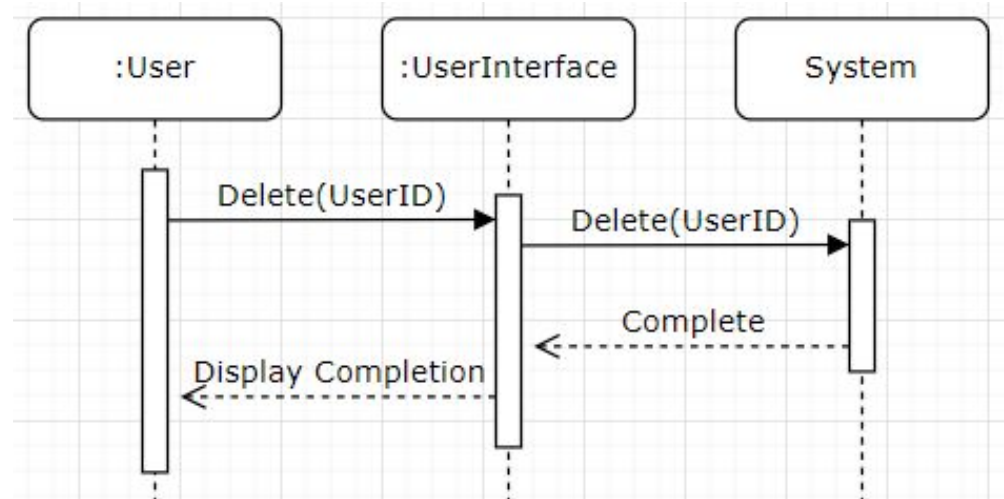 :User
:UserInterface
System
Delete(UserID)
Delete(UserID)
Complete
Display Completion